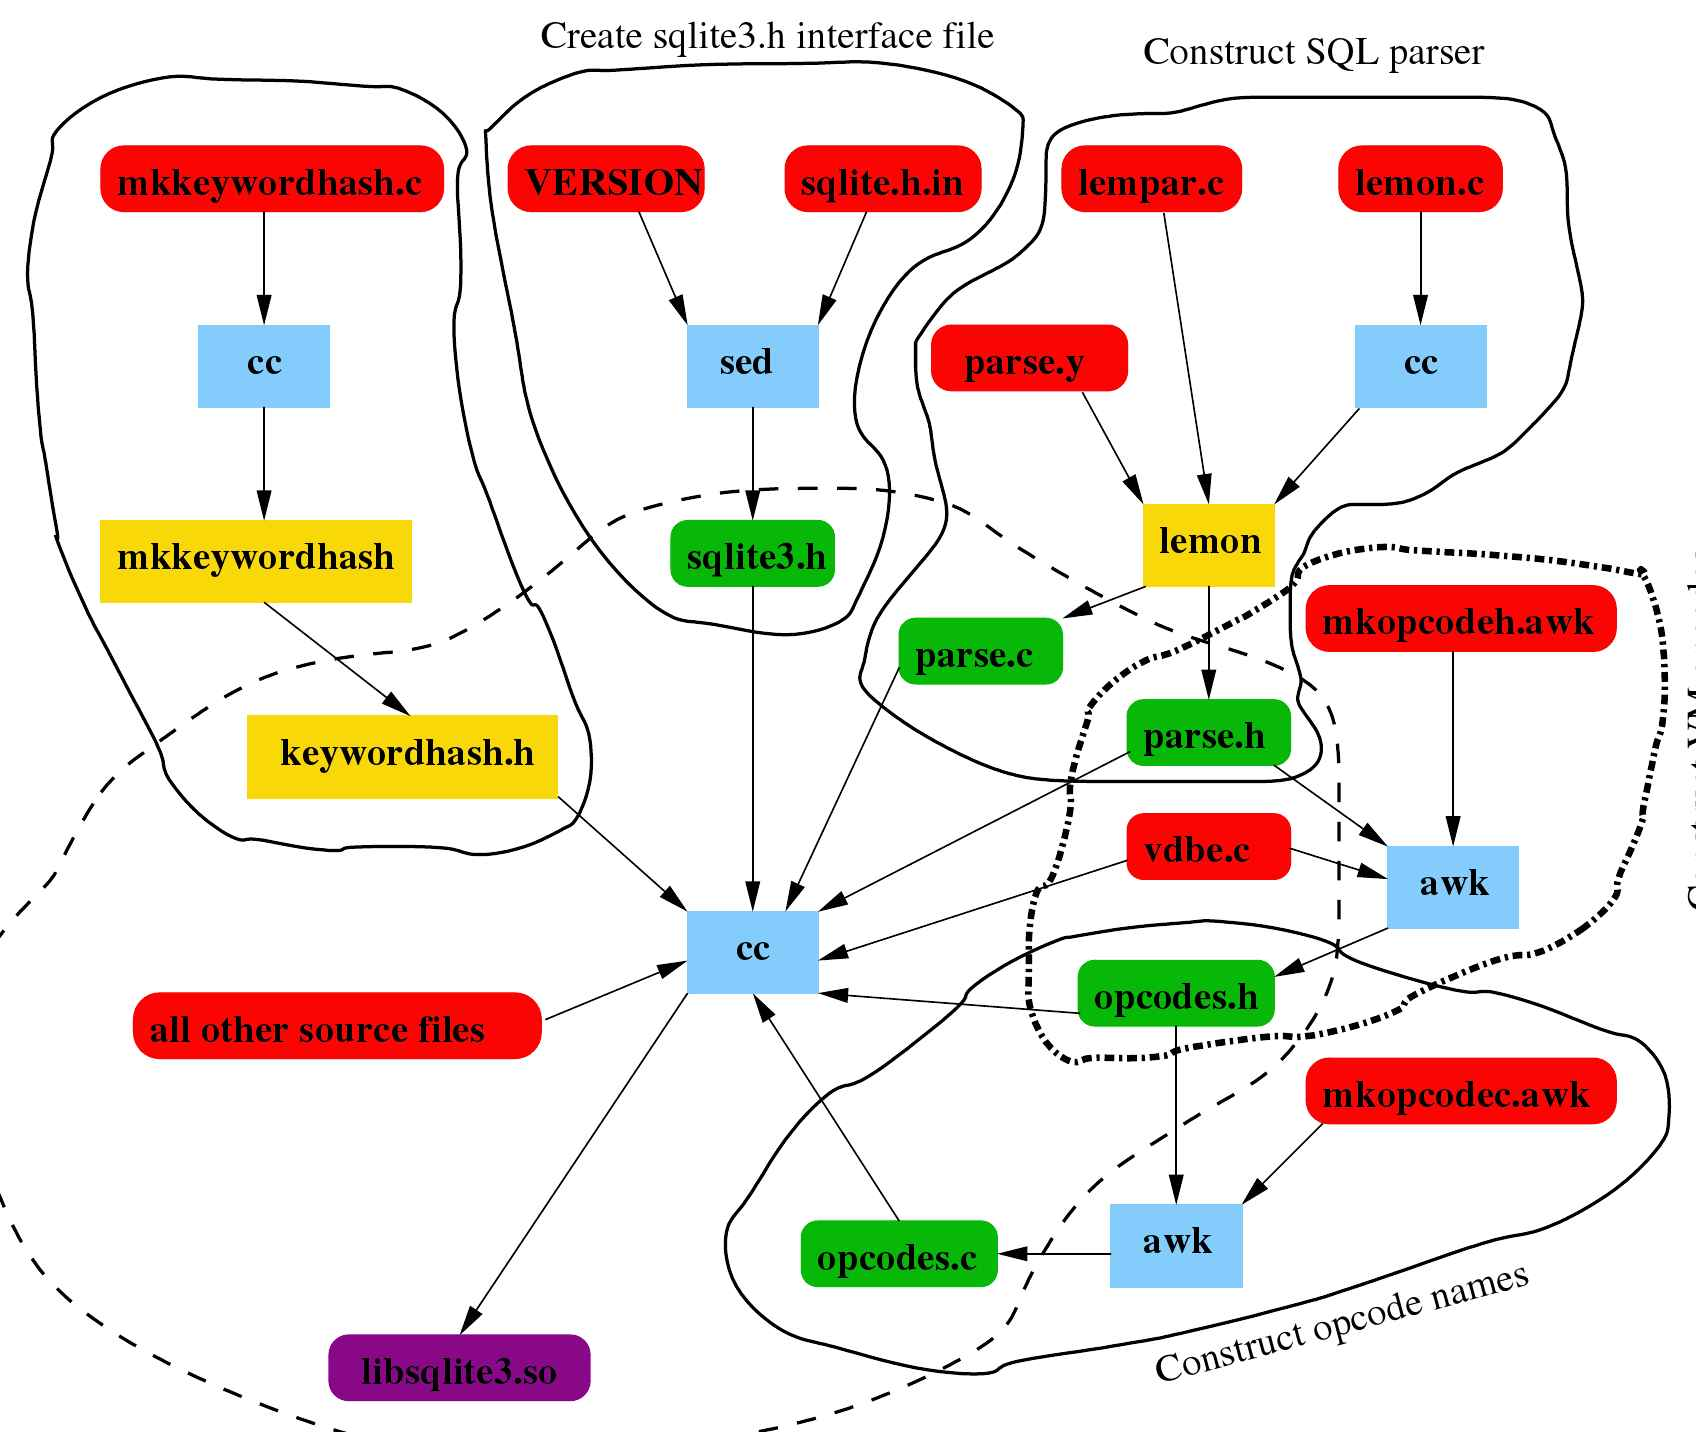 Create sqlite3.h interface file
Construct SQL parser
mkkeywordhash.c
VERSION
sqlite.h.in
lempar.c
lemon.c
cc
sed
parse.y
cc
mkkeywordhash
sqlite3.h
lemon
mkopcodeh.awk
parse.c
keywordhash.h
parse.h
vdbe.c
awk
cc
opcodes.h
all other source files
mkopcodec.awk
opcodes.c
awk
Construct opcode names
libsqlite3.so